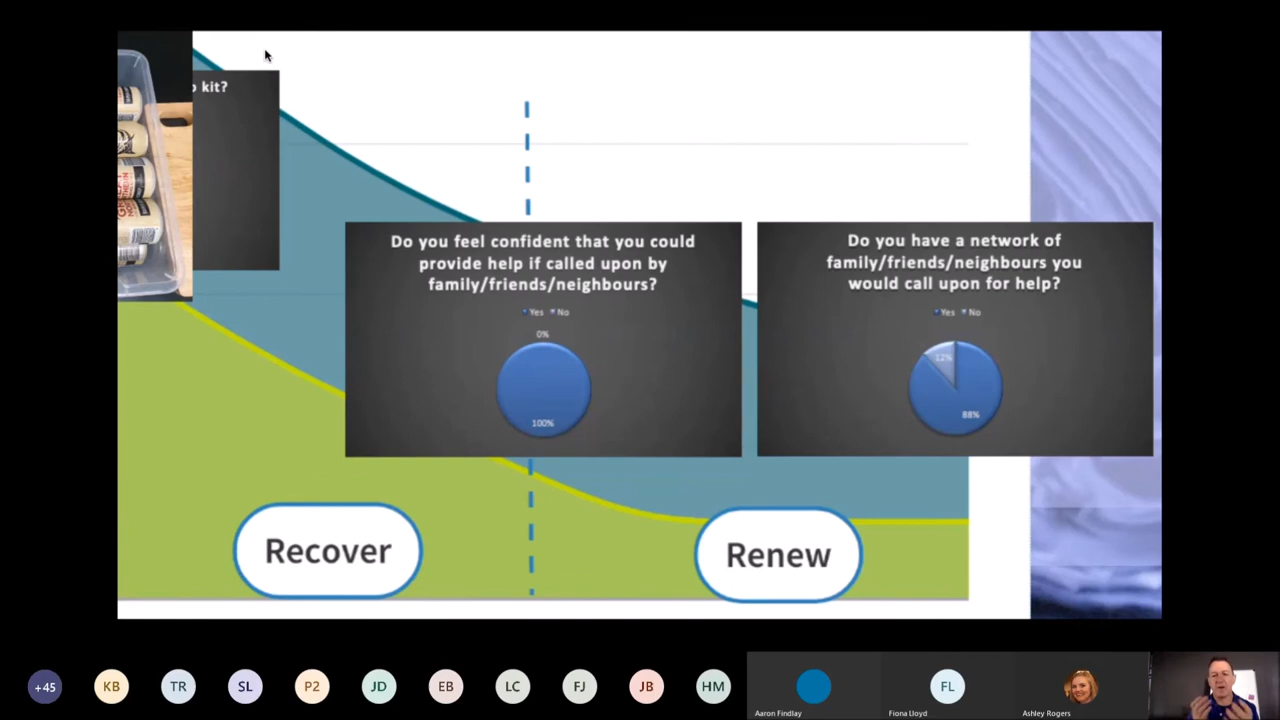 kit?
Do you feel confident that you could
provide help if called upon by
family/friends/neighbours?
Yes No
0%
100%
Do you have a network of
family/friends/neighbours you
would call upon for help?
Yes No
12%
88%
Recover
Renew
+45
KB
TR
SL
P2
JD
EB
LC
FJ
JB
HM
FL
Aaron Findlay
Fiona Lloyd
Ashley Rogers